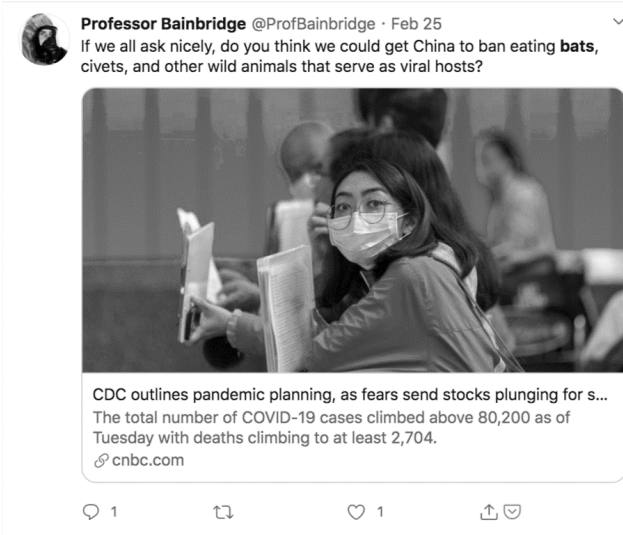 Professor Bainbridge @ProfBainbridge · Feb 25
If we all ask nicely, do you think we could get China to ban eating bats,
civets, and other wild animals that serve as viral hosts?
CDC outlines pandemic planning, as fears send stocks plunging for s...
The total number of COVID-19 cases climbed above 80,200 as of
Tuesday with deaths climbing to at least 2,704.
cnbc.com
1
1